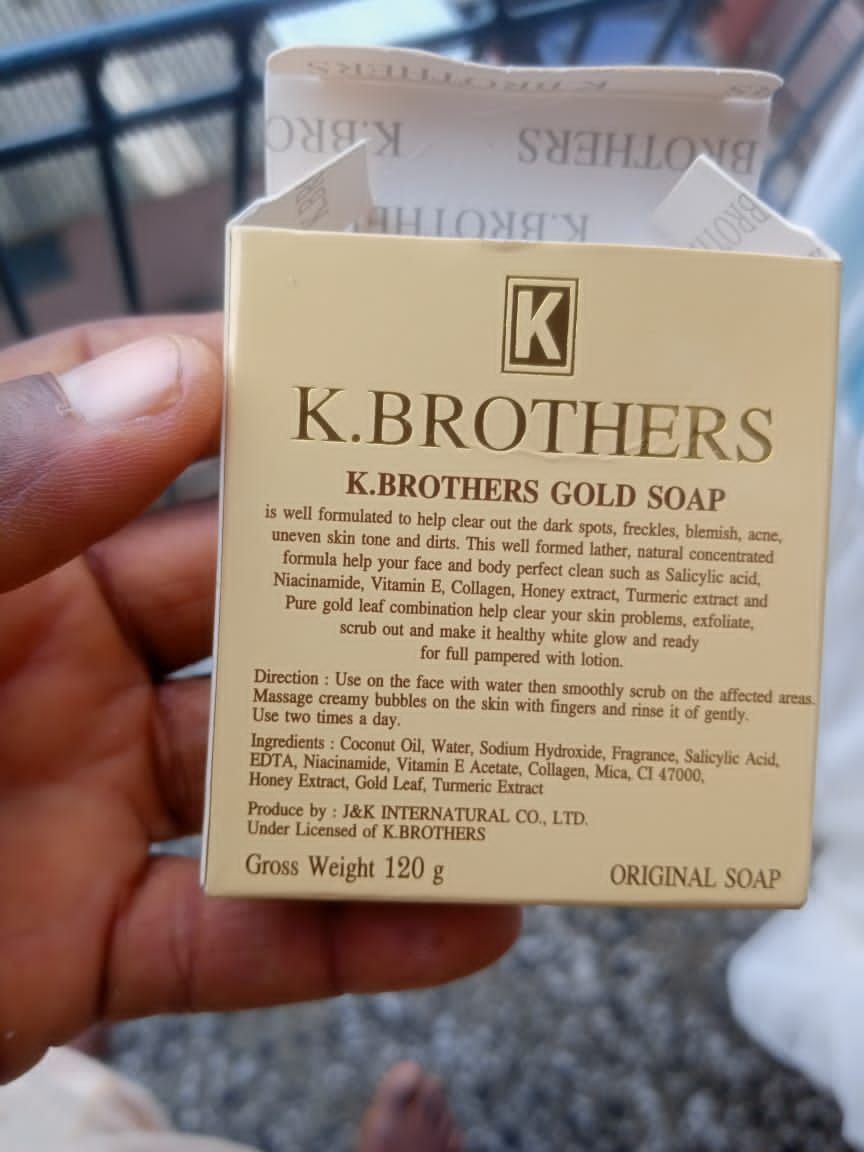 K.BROTHERS
K.BRO
BROTHERS
K.BROTH
K
K.BROTHERS
K.BROTHERS GOLD SOAP
is well formulated to help clear out the dark spots, freckles, blemish, acne,
uneven skin tone and dirts. This well formed lather, natural concentrated
formula help your face and body perfect clean such as Salicylic acid,
Niacinamide, Vitamin E, Collagen, Honey extract, Turmeric extract and
Pure gold leaf combination help clear your skin problems, exfoliate,
scrub out and make it healthy white glow and ready
for full pampered with lotion.
Direction : Use on the face with water then smoothly scrub on the affected areas.
Massage creamy bubbles on the skin with fingers and rinse it of gently.
Use two times a day.
Ingredients : Coconut Oil, Water, Sodium Hydroxide, Fragrance, Salicylic Acid,
EDTA, Niacinamide, Vitamin E Acetate, Collagen, Mica, CI 47000,
Honey Extract, Gold Leaf, Turmeric Extract
Produce by : J&K INTERNATURAL CO., LTD.
Under Licensed of K.BROTHERS
Gross Weight 120 g
ORIGINAL SOAP